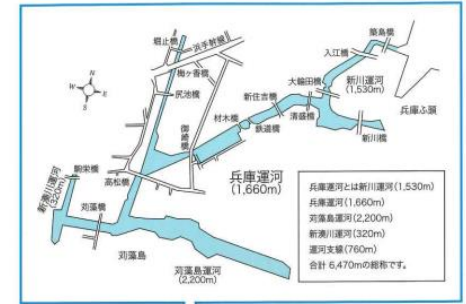 築島橋
入江橋
堀止橋
浜手幹線
梅ヶ香橋
大輪田橋
新川運河
(1,530m)
N
W
E
S
尻池橋
新住吉橋
兵庫ふ頭
材木橋
清盛橋
御崎橋
鉄道橋
新川橋
駒栄橋
兵庫運河
(1,660m)
高松橋
新湊川運河
(320m)
苅藻橋
苅藻島
苅藻島運河
(2,200m)
兵庫運河とは新川運河(1,530m)
兵庫運河(1,660m)
苅藻島運河(2,200m)
新湊川運河(320m)
運河支線(760m)
合計 6,470mの総称です。